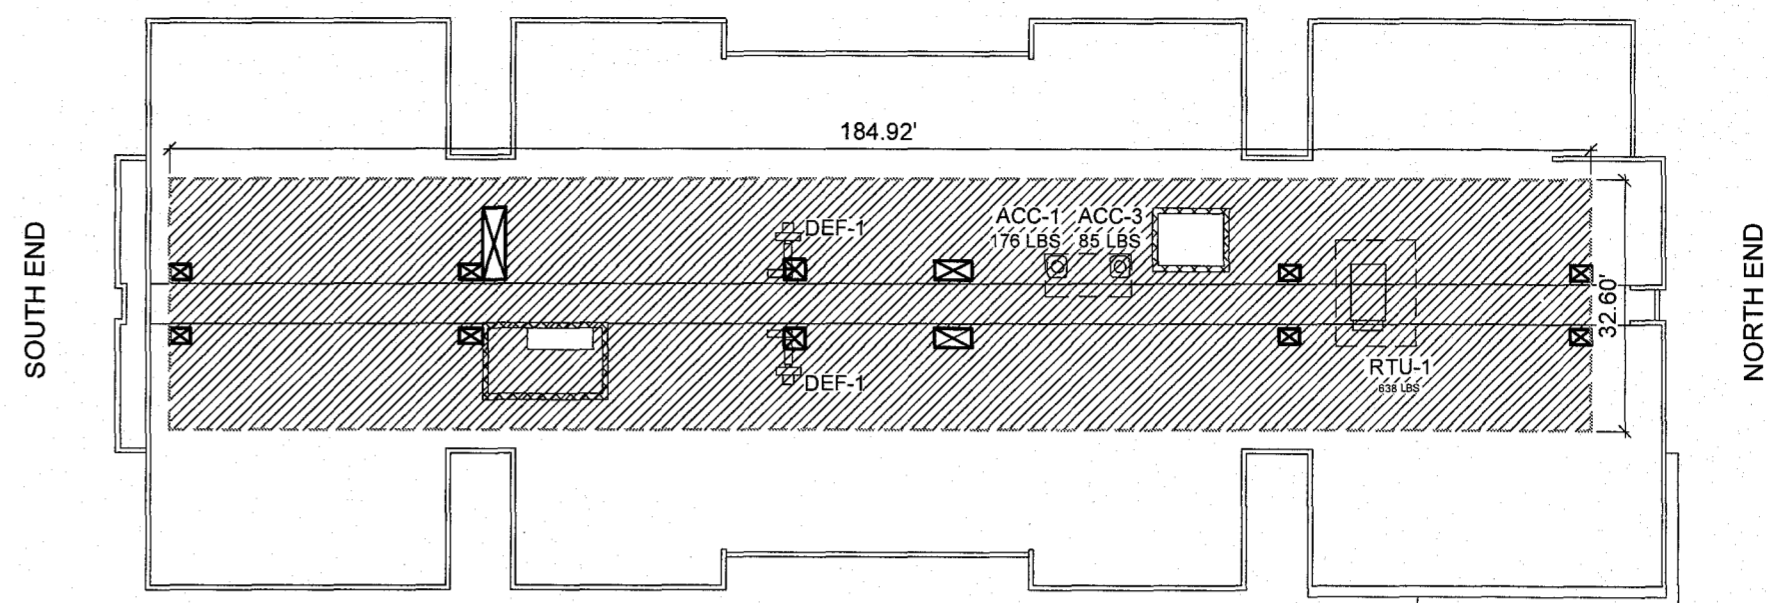 184.92'
SOUTH END
DEF-1
ACC-1 ACC-3
176 LBS 85 LBS
32.60'
NORTH END
DEF-1
RTU-1
638 LBS